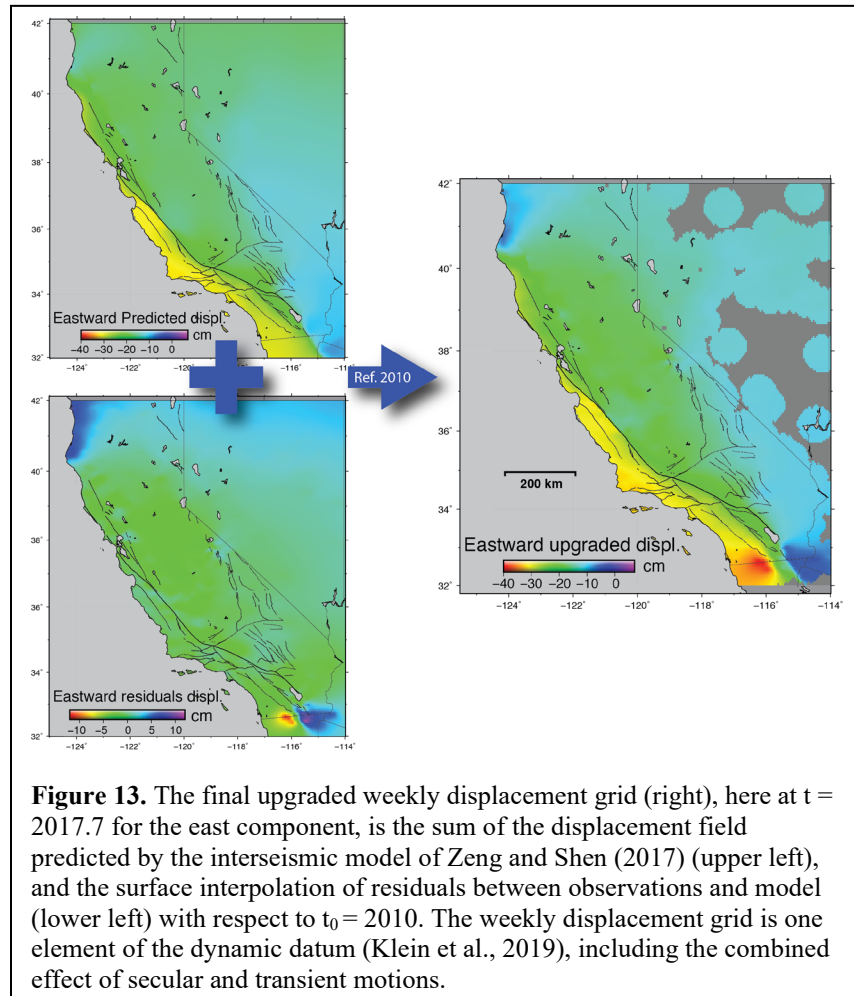 42˚
40˚
38˚
36˚
34˚
32˚
Eastward Predicted displ.
cm
−40 −30 −20 −10 0
−124˚ −122˚ −120˚ −118˚ −116˚ −114˚
42˚
40˚
38˚
36˚
34˚
32˚
Eastward residuals displ.
cm
−10 −5 0 5 10
−124˚ −122˚ −120˚ −118˚ −116˚ −114˚
Ref. 2010
42˚
40˚
38˚
36˚
34˚
32˚
200 km
Eastward upgraded displ.
cm
−40 −30 −20 −10 0
−124˚ −122˚ −120˚ −118˚ −116˚ −114˚
Figure 13. The final upgraded weekly displacement grid (right), here at t =
2017.7 for the east component, is the sum of the displacement field
predicted by the interseismic model of Zeng and Shen (2017) (upper left),
and the surface interpolation of residuals between observations and model
(lower left) with respect to t₀ = 2010. The weekly displacement grid is one
element of the dynamic datum (Klein et al., 2019), including the combined
effect of secular and transient motions.